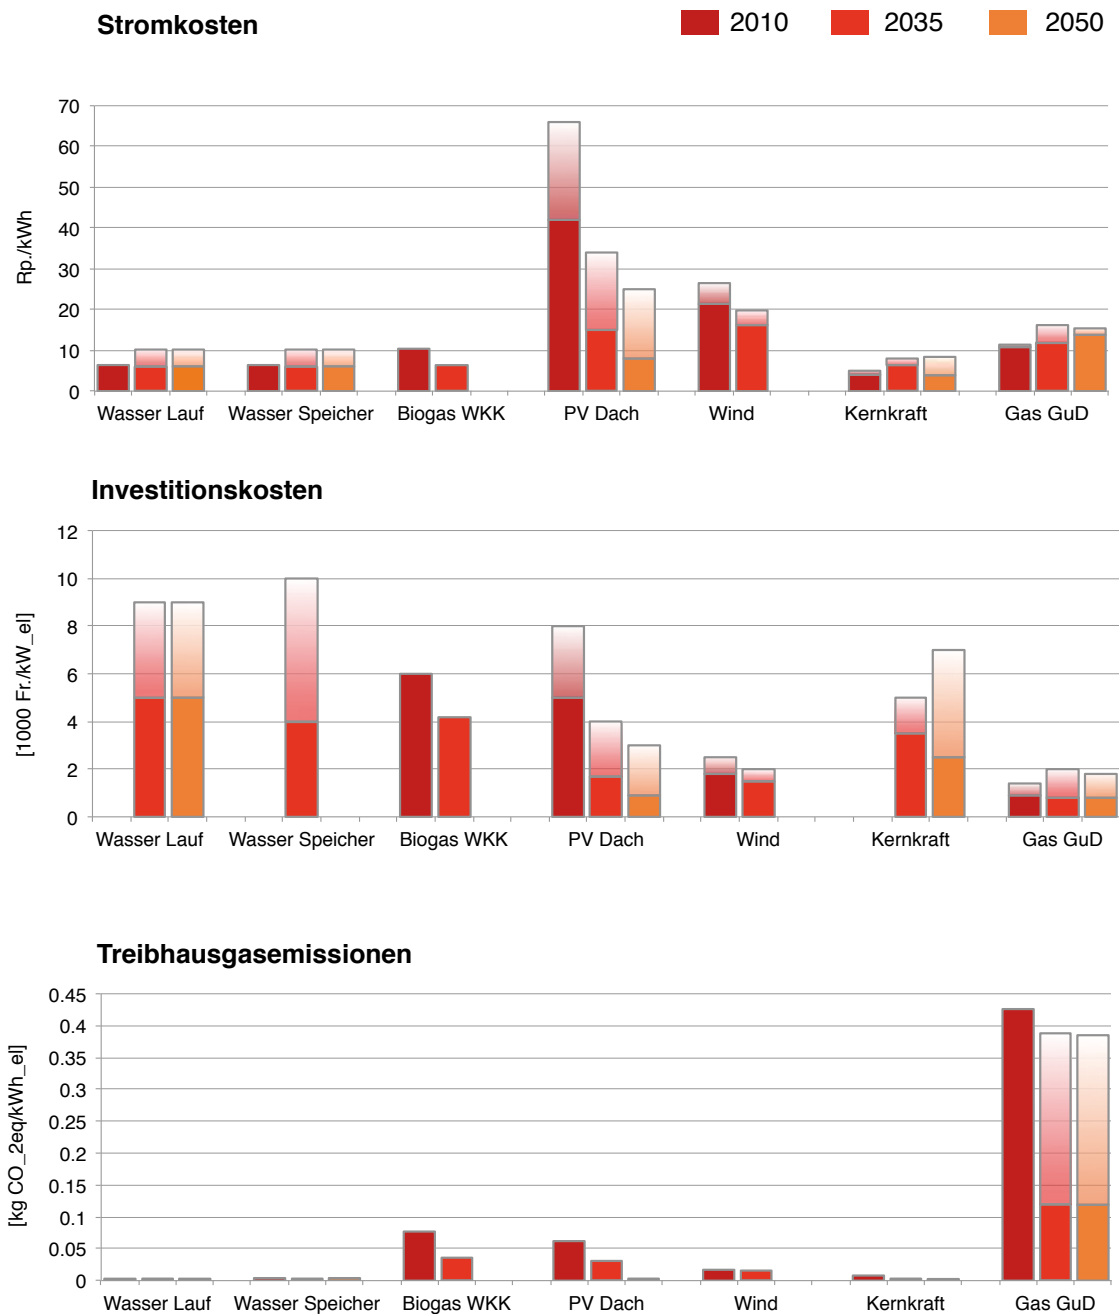 Stromkosten 2010 2035 2050
70
60
50
40
30
20
10
0
Rp./kWh
Wasser Lauf Wasser Speicher Biogas WKK PV Dach Wind Kernkraft Gas GuD
Investitionskosten
12
10
8
6
4
2
0
[1000 Fr./kW_el]
Wasser Lauf Wasser Speicher Biogas WKK PV Dach Wind Kernkraft Gas GuD
Treibhausgasemissionen
0.45
0.4
0.35
0.3
0.25
0.2
0.15
0.1
0.05
0
[kg CO_2eq/kWh_el]
Wasser Lauf Wasser Speicher Biogas WKK PV Dach Wind Kernkraft Gas GuD